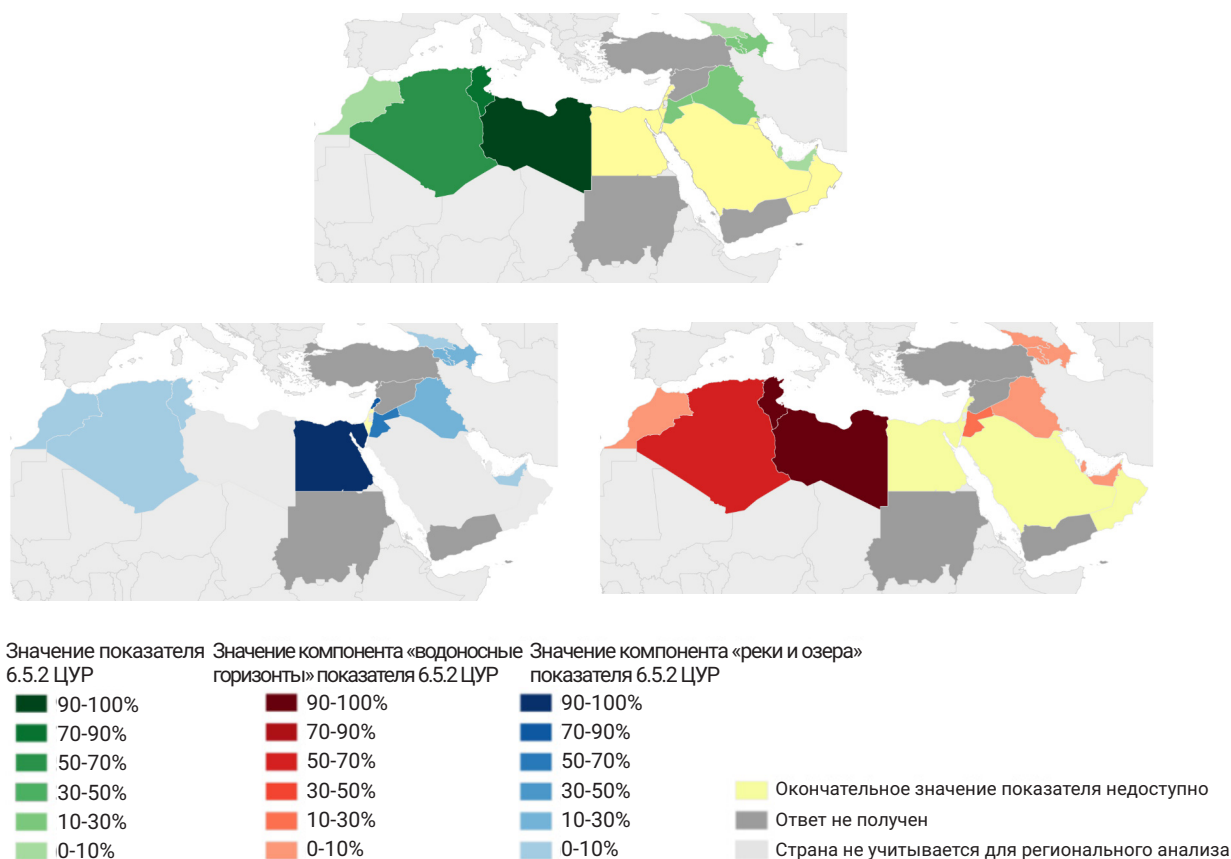 Значение показателя
6.5.2 ЦУР
90-100%
70-90%
50-70%
30-50%
10-30%
0-10%
Значение компонента «водоносные
горизонты» показателя 6.5.2 ЦУР
90-100%
70-90%
50-70%
30-50%
10-30%
0-10%
Значение компонента «реки и озера»
показателя 6.5.2 ЦУР
90-100%
70-90%
50-70%
30-50%
10-30%
0-10%
Окончательное значение показателя недоступно
Ответ не получен
Страна не учитывается для регионального анализа